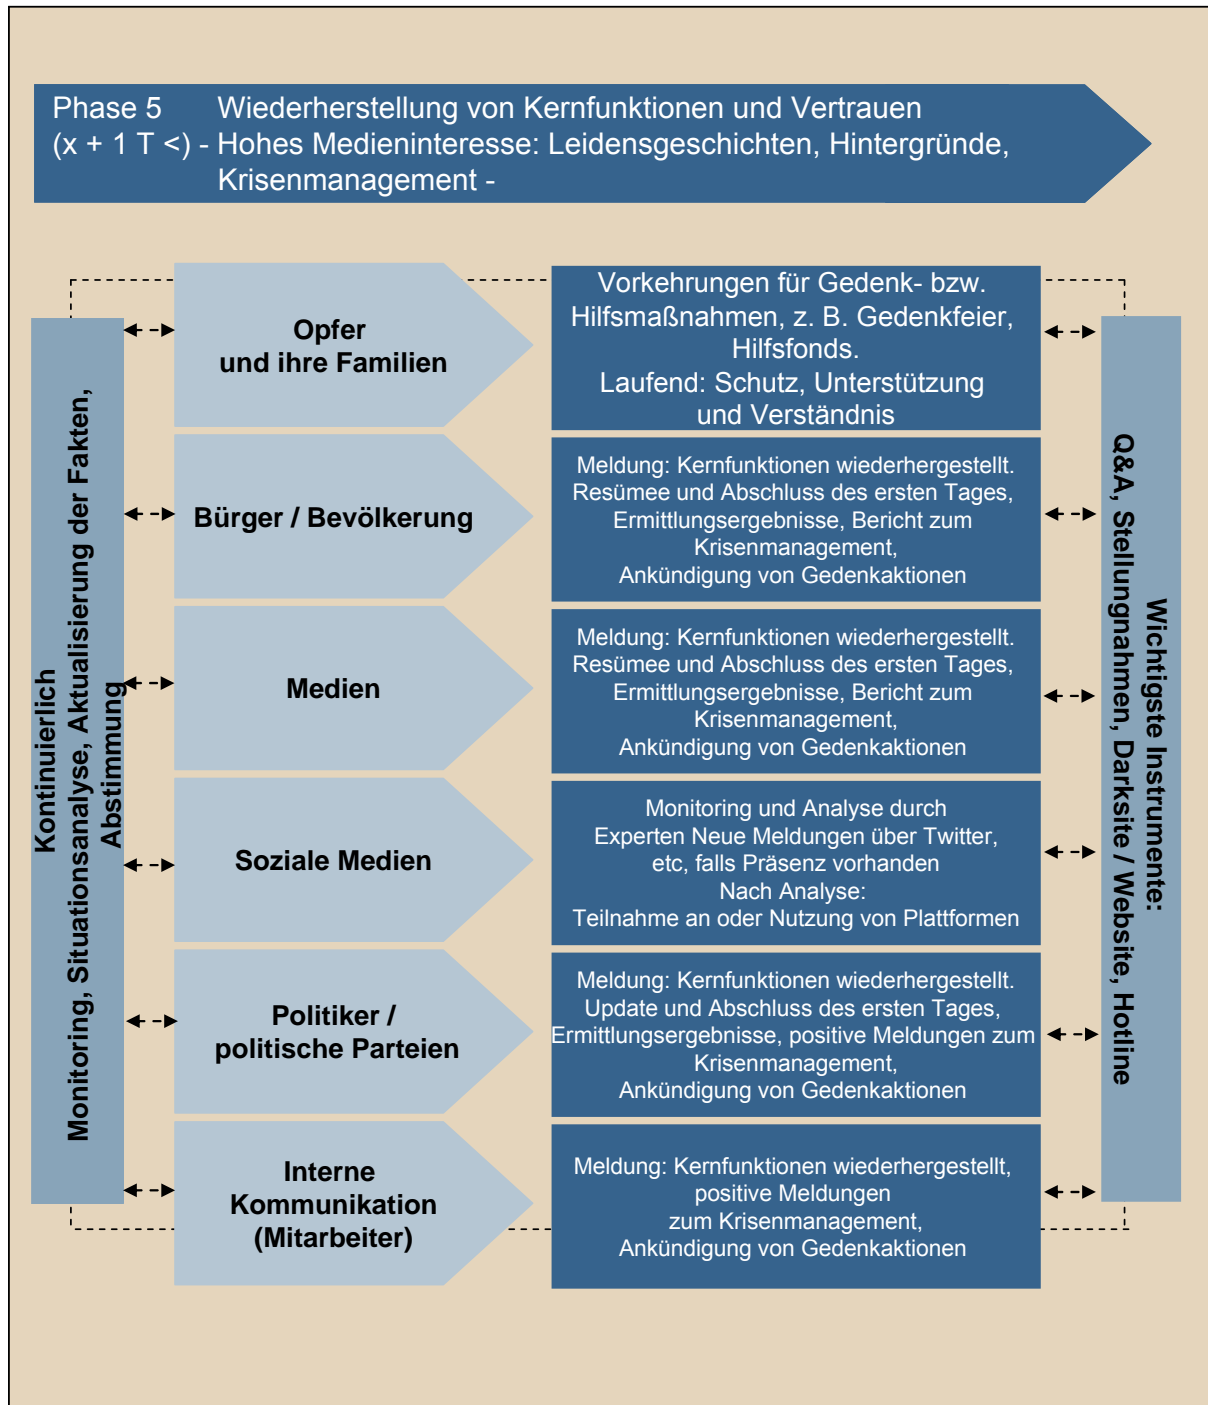 Phase 5 Wiederherstellung von Kernfunktionen und Vertrauen
(x + 1 T <) - Hohes Medieninteresse: Leidensgeschichten, Hintergründe,
Krisenmanagement -
Kontinuierlich
Monitoring, Situationsanalyse, Aktualisierung der Fakten,
Abstimmung
Opfer
und ihre Familien
Vorkehrungen für Gedenk- bzw.
Hilfsmaßnahmen, z. B. Gedenkfeier,
Hilfsfonds.
Laufend: Schutz, Unterstützung
und Verständnis
Bürger / Bevölkerung
Meldung: Kernfunktionen wiederhergestellt.
Resümee und Abschluss des ersten Tages,
Ermittlungsergebnisse, Bericht zum
Krisenmanagement,
Ankündigung von Gedenkaktionen
Medien
Meldung: Kernfunktionen wiederhergestellt.
Resümee und Abschluss des ersten Tages,
Ermittlungsergebnisse, Bericht zum
Krisenmanagement,
Ankündigung von Gedenkaktionen
Soziale Medien
Monitoring und Analyse durch
Experten Neue Meldungen über Twitter,
etc, falls Präsenz vorhanden
Nach Analyse:
Teilnahme an oder Nutzung von Plattformen
Politiker /
politische Parteien
Meldung: Kernfunktionen wiederhergestellt.
Update und Abschluss des ersten Tages,
Ermittlungsergebnisse, positive Meldungen zum
Krisenmanagement,
Ankündigung von Gedenkaktionen
Interne
Kommunikation
(Mitarbeiter)
Meldung: Kernfunktionen wiederhergestellt,
positive Meldungen
zum Krisenmanagement,
Ankündigung von Gedenkaktionen
Wichtigste Instrumente:
Q&A, Stellungnahmen, Darksite / Website, Hotline